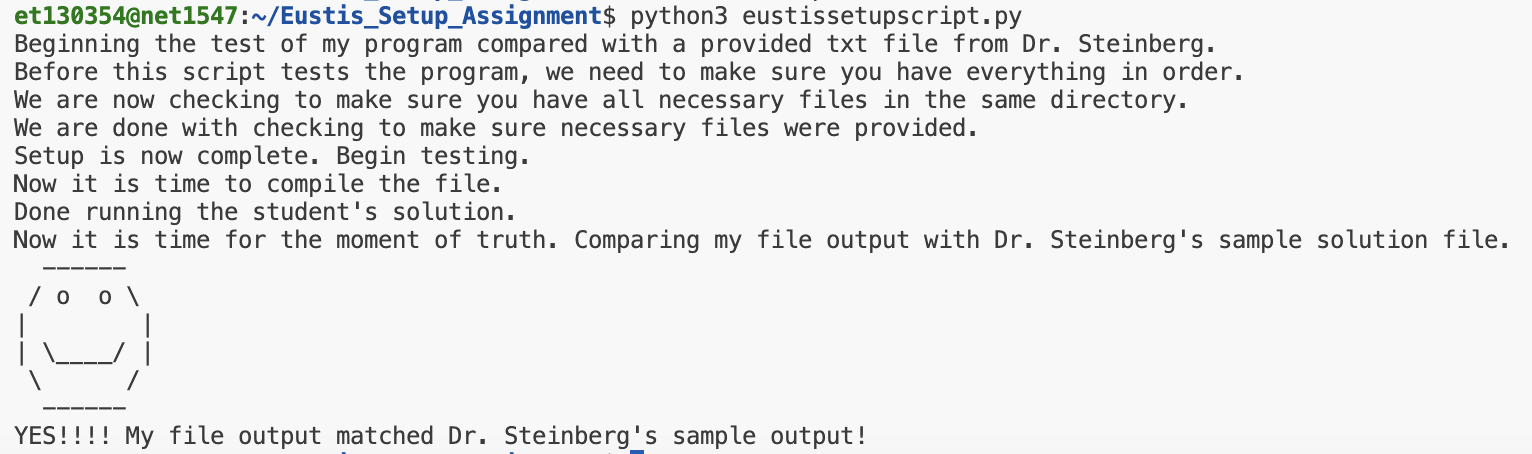 et130354@net1547:~/Eustis_Setup_Assignment$ python3 eustissetupscript.py
Beginning the test of my program compared with a provided txt file from Dr. Steinberg.
Before this script tests the program, we need to make sure you have everything in order.
We are now checking to make sure you have all necessary files in the same directory.
We are done with checking to make sure necessary files were provided.
Setup is now complete. Begin testing.
Now it is time to compile the file.
Done running the student's solution.
Now it is time for the moment of truth. Comparing my file output with Dr. Steinberg's sample solution file.
  ------
 / o  o \
|        |
| \____/ |
 \      /
  ------
YES!!!! My file output matched Dr. Steinberg's sample output!